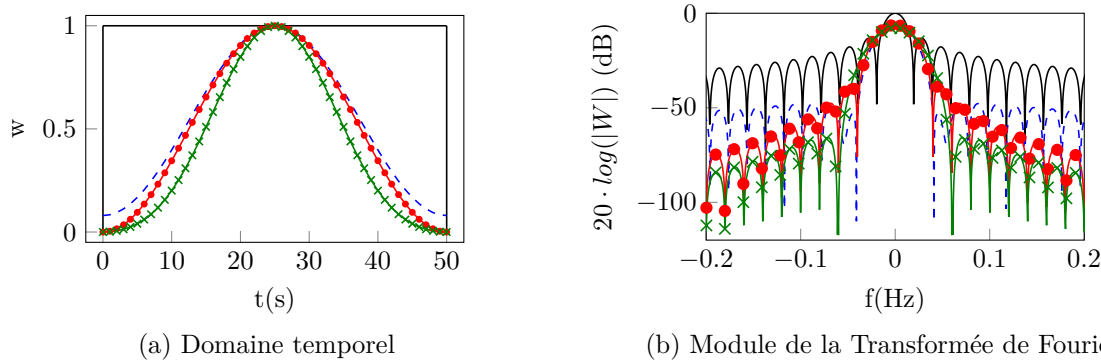 1
0.5
0
w
0 10 20 30 40 50
t(s)
(a) Domaine temporel
0
−50
−100
20 · log(|W|) (dB)
−0.2 −0.1 0 0.1 0.2
f(Hz)
(b) Module de la Transformée de Fourie